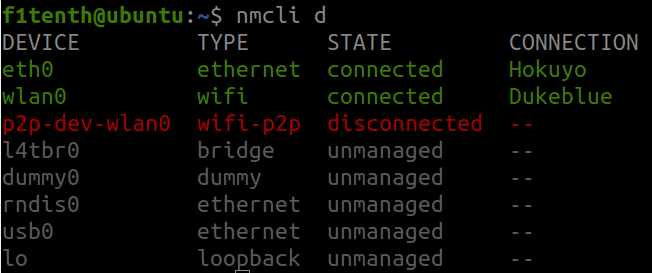 f1tenth@ubuntu:~$ nmcli d
DEVICE TYPE STATE CONNECTION
eth0 ethernet connected Hokuyo
wlan0 wifi connected Dukeblue
p2p-dev-wlan0 wifi-p2p disconnected --
l4tbr0 bridge unmanaged --
dummy0 dummy unmanaged --
rndis0 ethernet unmanaged --
usb0 ethernet unmanaged --
lo loopback unmanaged --